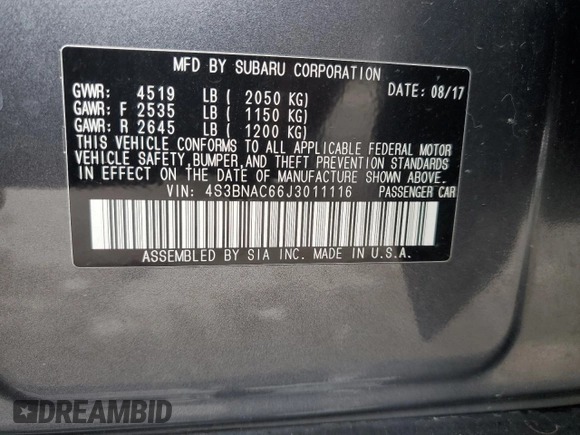 MFD BY SUBARU CORPORATION
GVWR: 4519 LB ( 2050 KG) DATE: 08/17
GAWR: F 2535 LB ( 1150 KG)
GAWR: R 2645 LB ( 1200 KG)
THIS VEHICLE CONFORMS TO ALL APPLICABLE FEDERAL MOTOR
VEHICLE SAFETY, BUMPER, AND THEFT PREVENTION STANDARDS
IN EFFECT ON THE DATE OF MANUFACTURE SHOWN ABOVE.
VIN: 4S3BNAC66J3011116 PASSENGER CAR
ASSEMBLED BY SIA INC. MADE IN U.S.A.
DREAMBID